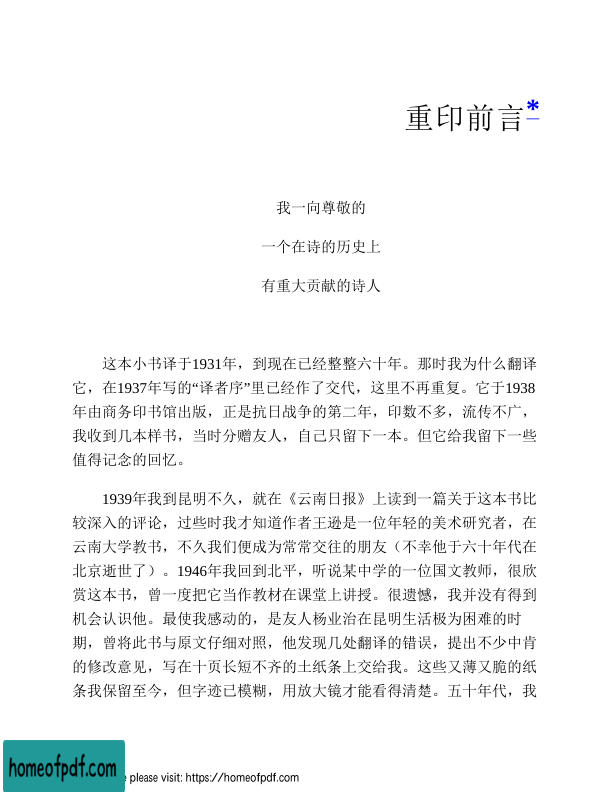 重印前言*
我一向尊敬的
一个在诗的历史上
有重大贡献的诗人
这本小书译于1931年，到现在已经整整六十年。那时我为什么翻译
它，在1937年写的“译者序”里已经作了交代，这里不再重复。它于1938
年由商务印书馆出版，正是抗日战争的第二年，印数不多，流传不广，
我收到几本样书，当时分赠友人，自己只留下一本。但它给我留下一些
值得记念的回忆。
1939年我到昆明不久，就在《云南日报》上读到一篇关于这本书比
较深入的评论，过些时我才知道作者王逊是一位年轻的美术研究者，在
云南大学教书，不久我们便成为常常交往的朋友（不幸他于六十年代在
北京逝世了）。1946年我回到北平，听说某中学的一位国文教师，很欣
赏这本书，曾一度把它当作教材在课堂上讲授。很遗憾，我并没有得到
机会认识他。最使我感动的，是友人杨业治在昆明生活极为困难的时
期，曾将此书与原文仔细对照，他发现几处翻译的错误，提出不少中肯
的修改意见，写在十页长短不齐的土纸条上交给我。这些又薄又脆的纸
条我保留至今，但字迹已模糊，用放大镜才能看得清楚。五十年代，我
homeofpdf.com
e please visit: https://homeofpdf.com